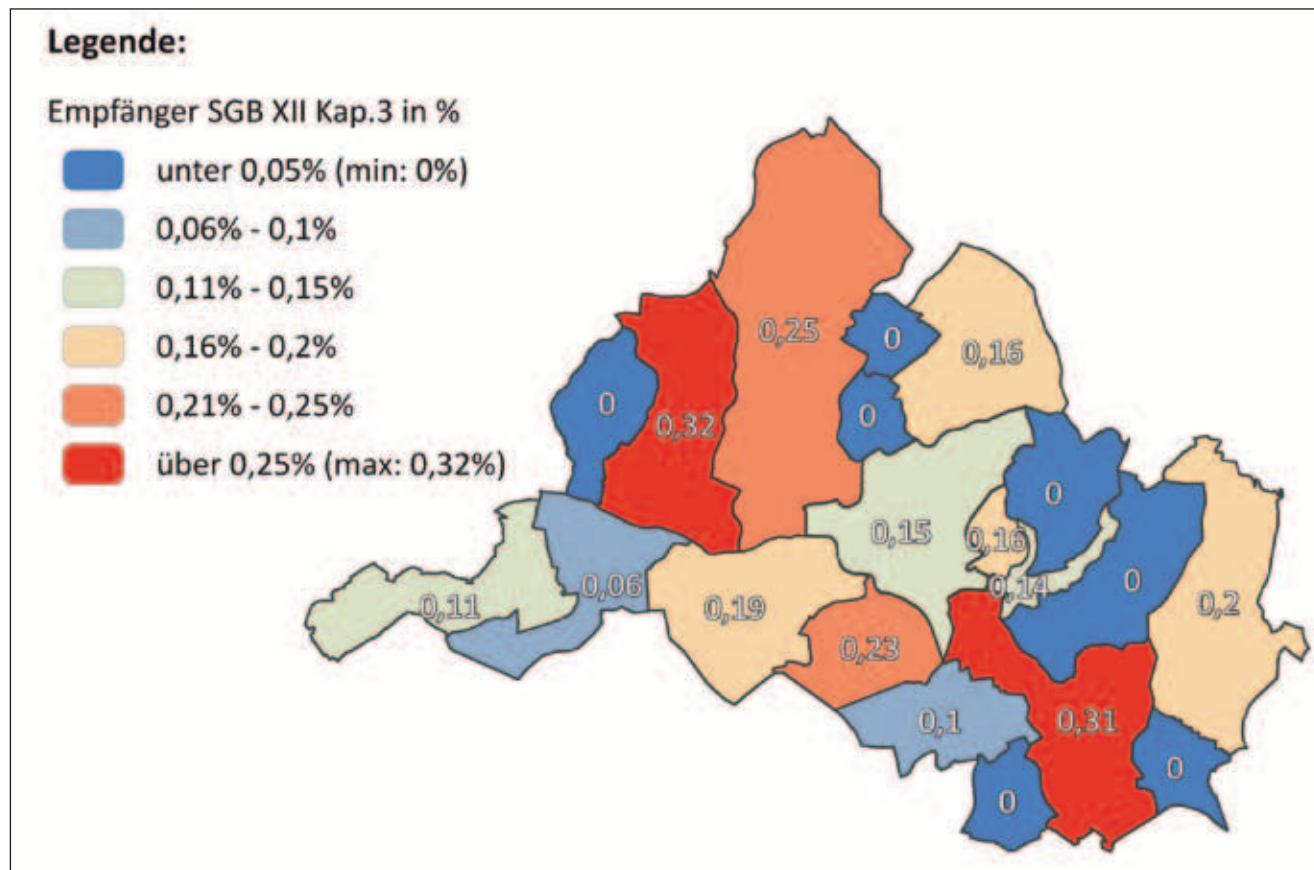 Legende:
Empfänger SGB XII Kap.3 in %
unter 0,05% (min: 0%)
0,06% - 0,1%
0,11% - 0,15%
0,16% - 0,2%
0,21% - 0,25%
über 0,25% (max: 0,32%)
0,25
0
0,16
0
0,32
0
0
0,15
0,16
0
0,14
0,2
0,11
0,06
0,19
0,23
0,1
0,31
0
0